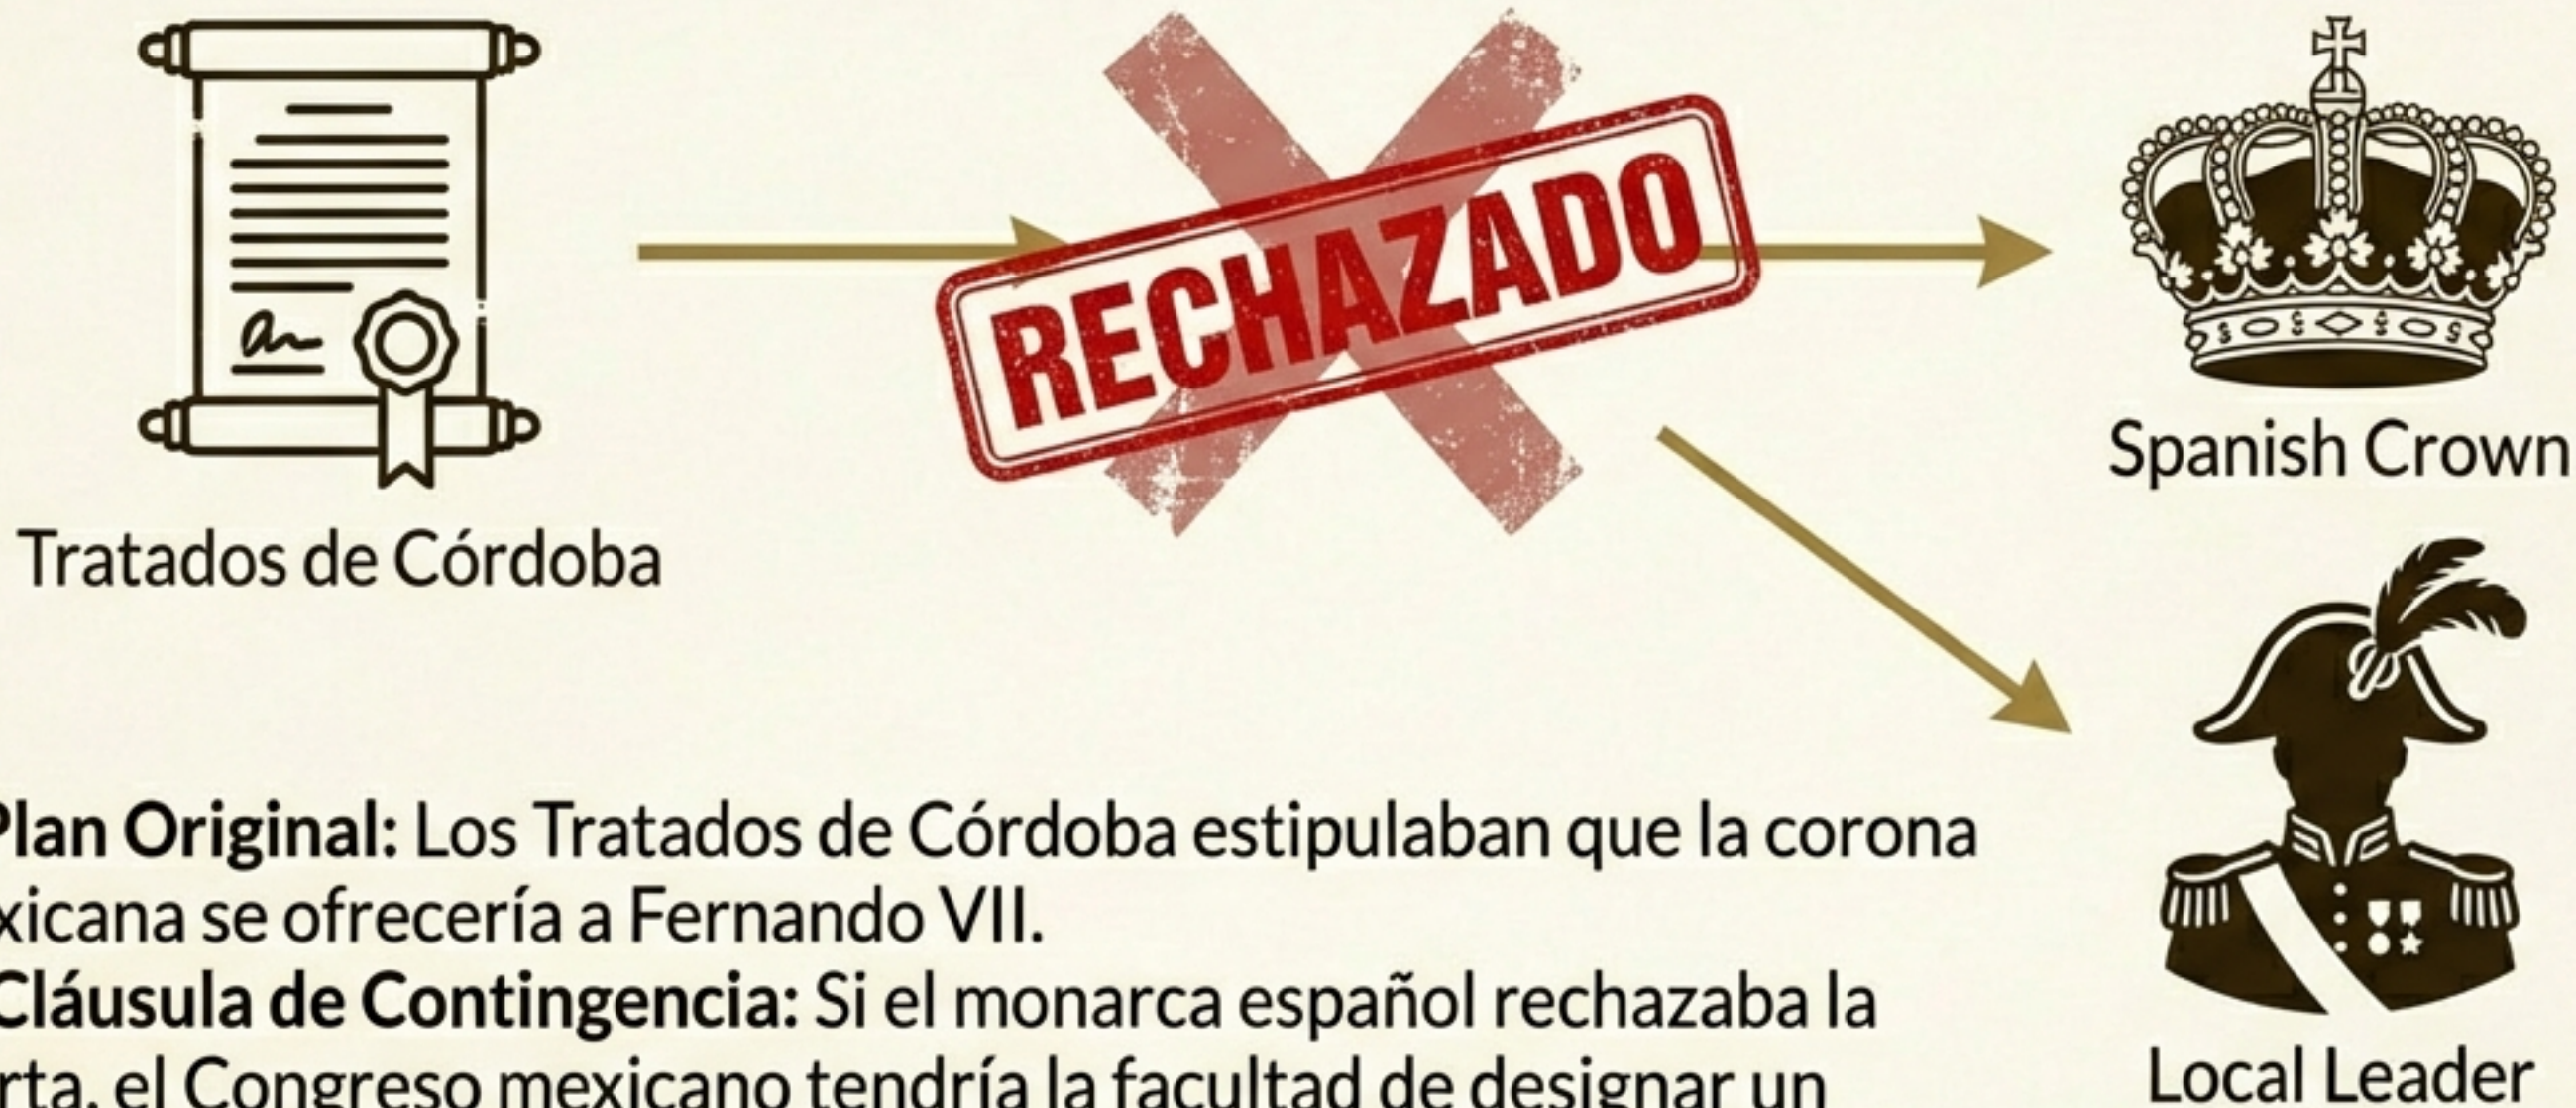 RECHAZADO
Spanish Crown
Tratados de Córdoba
Plan Original: Los Tratados de Córdoba estipulaban que la corona
xicana se ofrecería a Fernando VII.
Cláusula de Contingencia: Si el monarca español rechazaba la
rta, el Congreso mexicano tendría la facultad de designar un
Local Leader